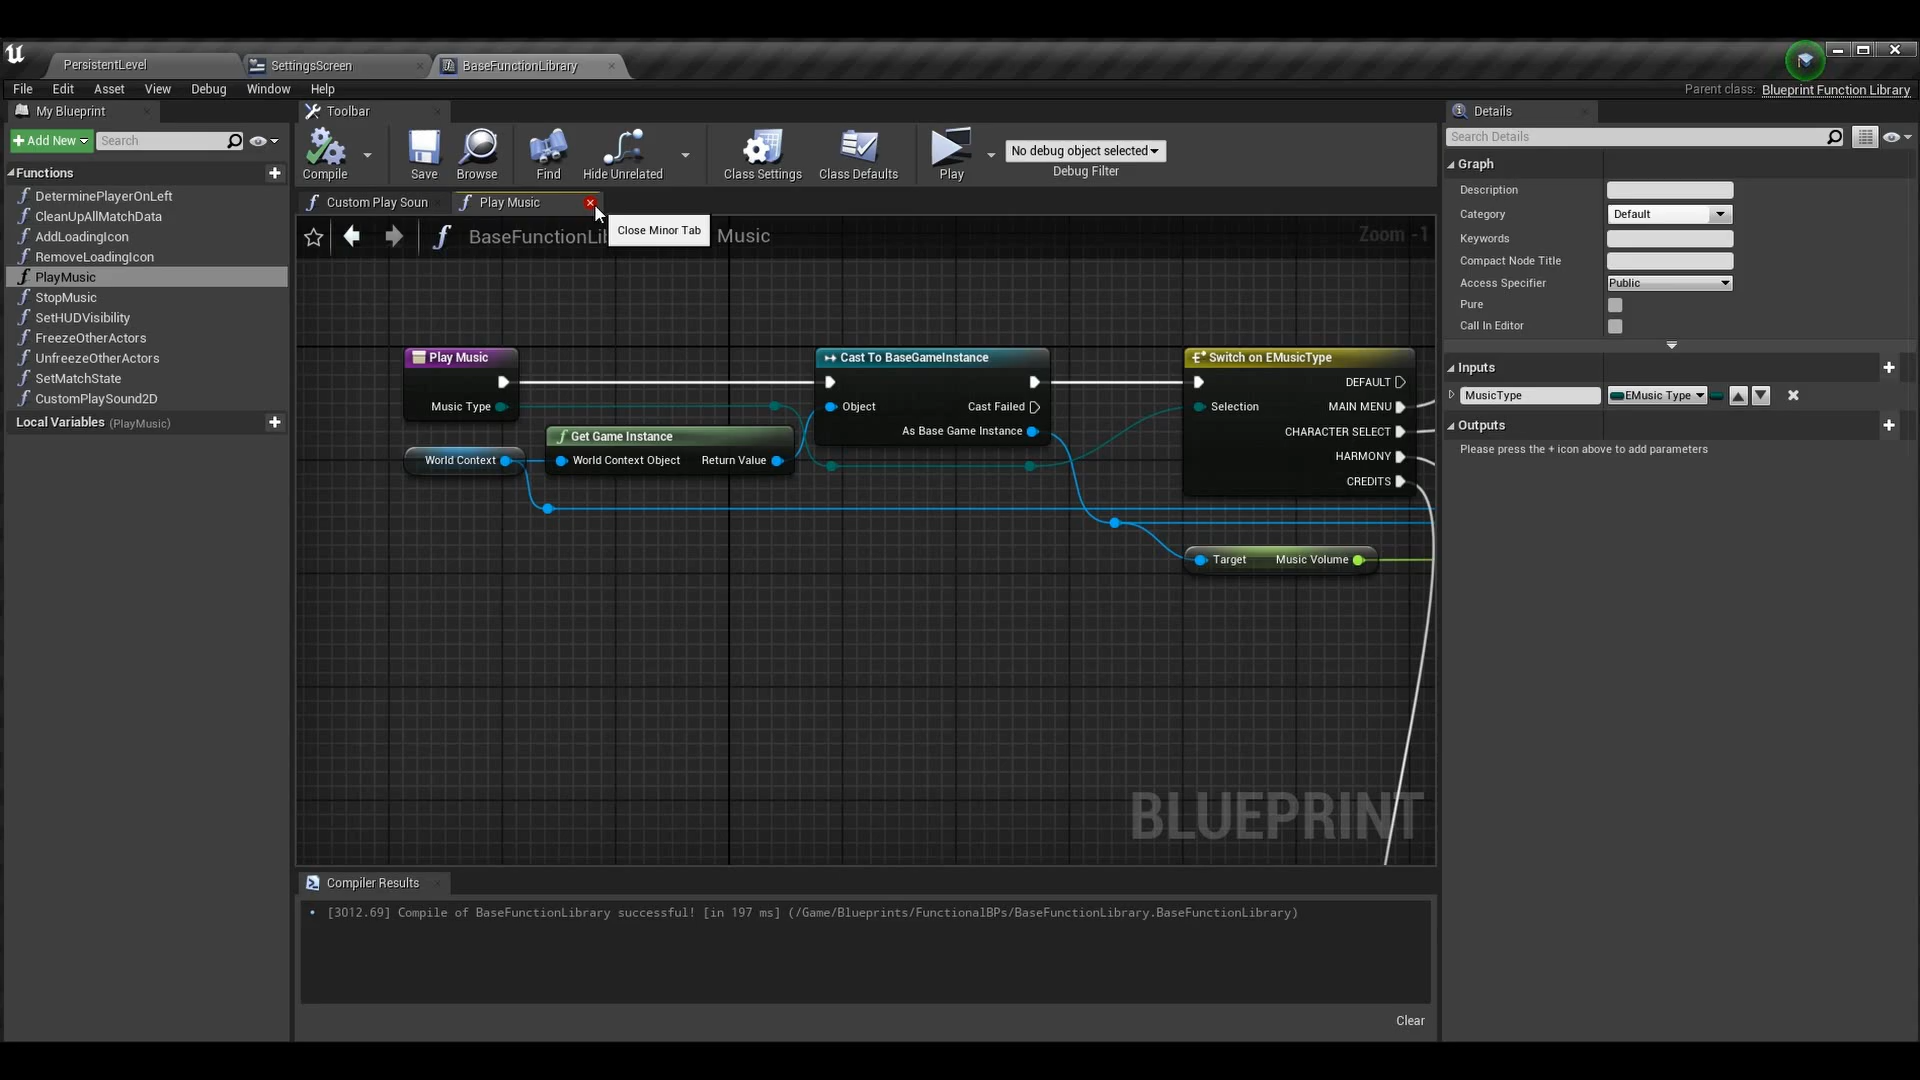 PersistentLevel
SettingsScreen
BaseFunctionLibrary
File Edit Asset View Debug Window Help
Parent class: Blueprint Function Library
My Blueprint
Toolbar
Details
Add New
Search
Compile
Save
Browse
Find
Hide Unrelated
Class Settings
Class Defaults
Play
No debug object selected
Debug Filter
Search Details
Functions
DeterminePlayerOnLeft
CleanUpAllMatchData
AddLoadingIcon
RemoveLoadingIcon
PlayMusic
StopMusic
SetHUDVisibility
FreezeOtherActors
UnfreezeOtherActors
SetMatchState
CustomPlaySound2D
Local Variables (PlayMusic)
Custom Play Soun
Play Music
Close Minor Tab
BaseFunctionLi
Music
Zoom -1
Play Music
Music Type
World Context
Get Game Instance
World Context Object Return Value
Cast To BaseGameInstance
Object Cast Failed
As Base Game Instance
Switch on EMusicType
DEFAULT
Selection MAIN MENU
CHARACTER SELECT
HARMONY
CREDITS
Target Music Volume
BLUEPRINT
Compiler Results
[3012.69] Compile of BaseFunctionLibrary successful! [in 197 ms] (/Game/Blueprints/FunctionalBPs/BaseFunctionLibrary.BaseFunctionLibrary)
Clear
Graph
Description
Category Default
Keywords
Compact Node Title
Access Specifier Public
Pure
Call In Editor
Inputs
MusicType EMusic Type
Outputs
Please press the + icon above to add parameters